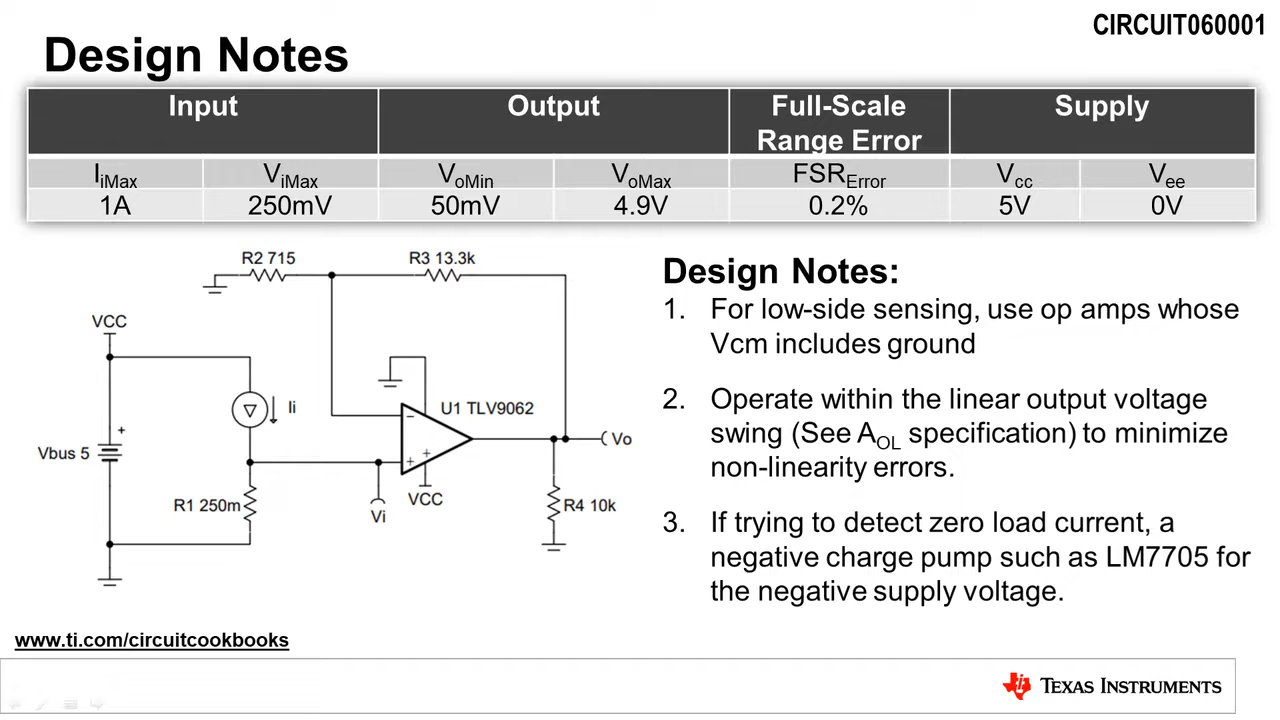 CIRCUIT060001
Design Notes
Input Output Full-Scale Supply
Range Error
IiMax ViMax VoMin VoMax FSRError Vcc Vee
1A 250mV 50mV 4.9V 0.2% 5V 0V
R2 715 R3 13.3k
VCC
Ii
U1 TLV9062
Vbus 5
+
−
+
+
Vo
R1 250m
Vi
VCC
R4 10k
Design Notes:
1. For low-side sensing, use op amps whose
Vcm includes ground
2. Operate within the linear output voltage
swing (See AOL specification) to minimize
non-linearity errors.
3. If trying to detect zero load current, a
negative charge pump such as LM7705 for
the negative supply voltage.
www.ti.com/circuitcookbooks
TEXAS INSTRUMENTS